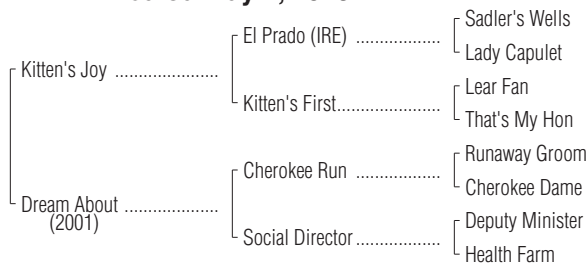 Sadler's Wells
El Prado (IRE) ...................
Lady Capulet
Kitten's Joy .......................
Lear Fan
Kitten's First.......................
That's My Hon
Runaway Groom
Cherokee Run ...................
Cherokee Dame
Dream About .....................
(2001)
Deputy Minister
Social Director...................
Health Farm